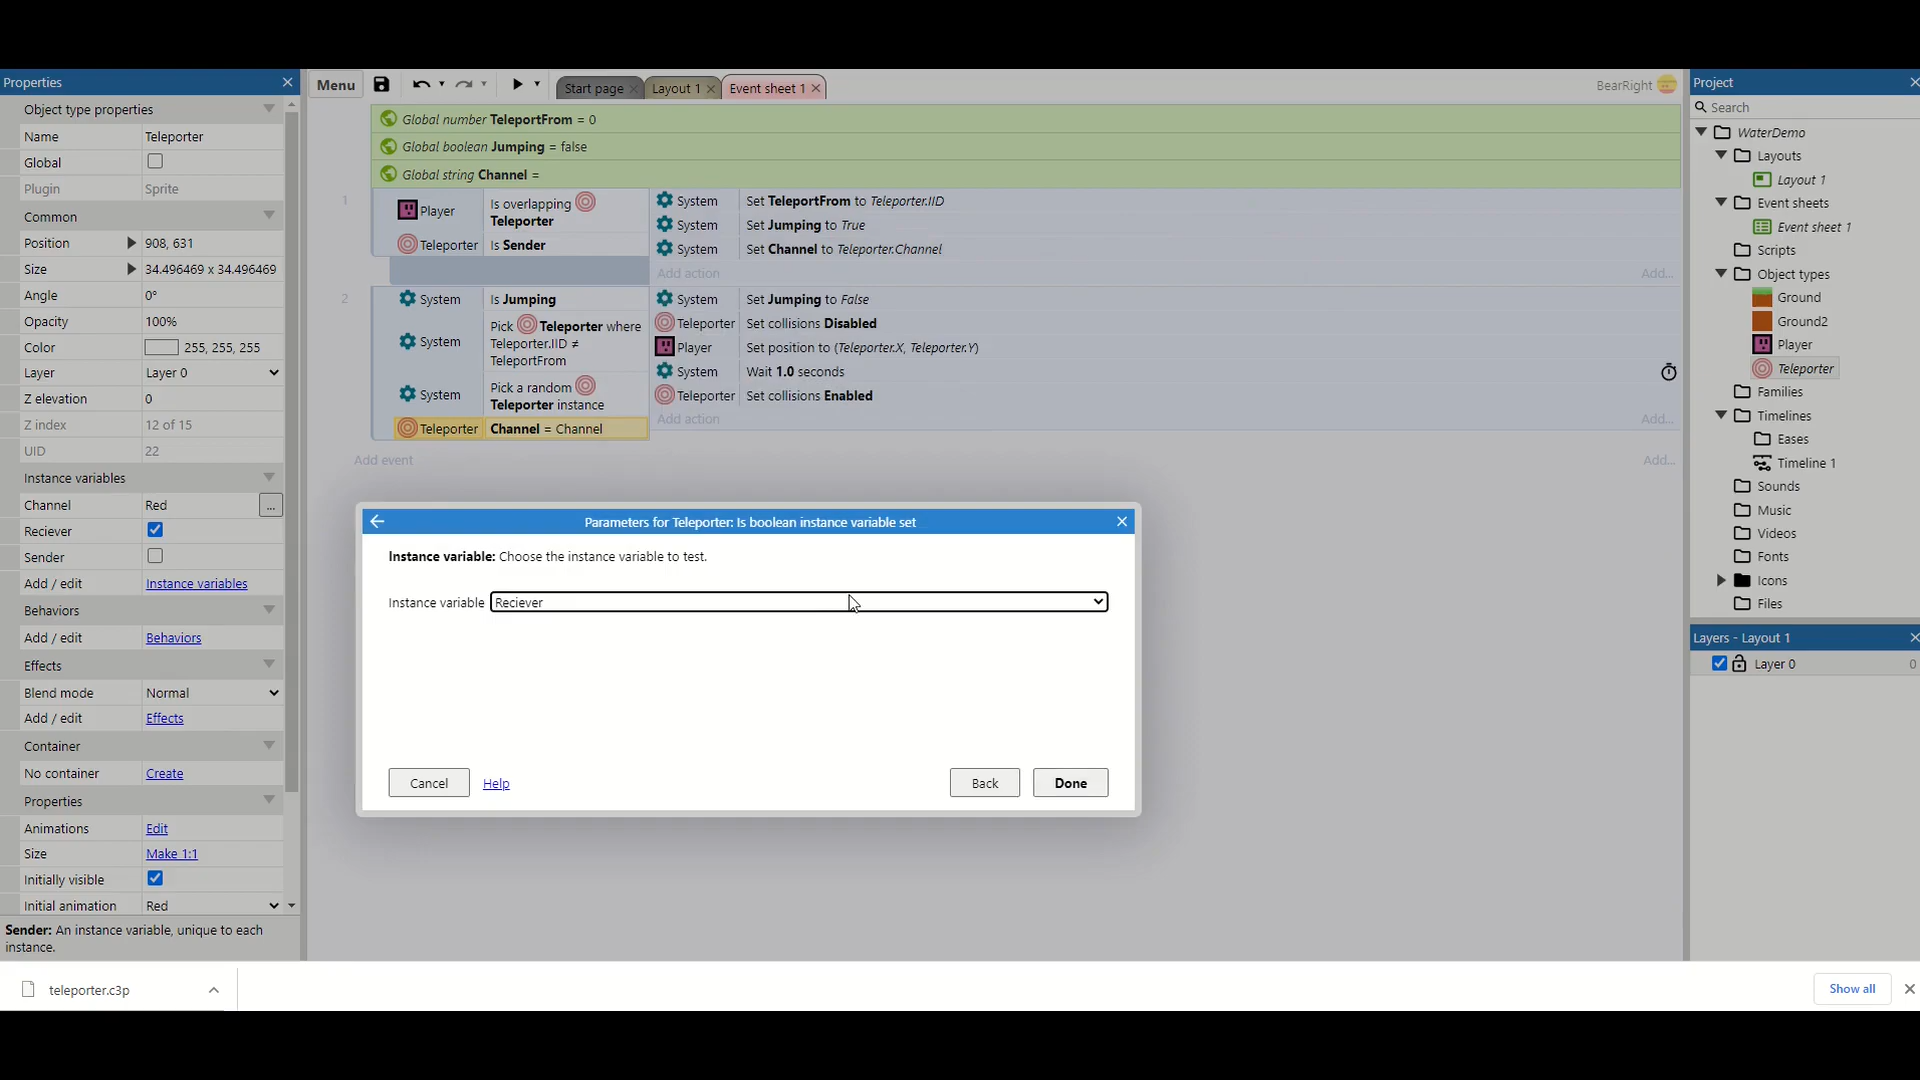 Properties
Object type properties
Name Teleporter
Global
Plugin Sprite
Common
Position 908, 631
Size 34.496469 x 34.496469
Angle 0°
Opacity 100%
Color 255, 255, 255
Layer Layer 0
Z elevation 0
Z index 12 of 15
UID 22
Instance variables
Channel Red ...
Reciever
Sender
Add / edit Instance variables
Behaviors
Add / edit Behaviors
Effects
Blend mode Normal
Add / edit Effects
Container
No container Create
Properties
Animations Edit
Size Make 1:1
Initially visible
Initial animation Red
Sender: An instance variable, unique to each
instance.
Menu
Start page
Layout 1
Event sheet 1
BearRight
Global number TeleportFrom = 0
Global boolean Jumping = false
Global string Channel =
1
Player Is overlapping
Teleporter
Teleporter Is Sender
System Set TeleportFrom to Teleporter.IID
System Set Jumping to True
System Set Channel to Teleporter.Channel
Add action Add...
2
System Is Jumping
System Pick Teleporter where
Teleporter.IID ≠
TeleportFrom
System Pick a random
Teleporter instance
Teleporter Channel = Channel
System Set Jumping to False
Teleporter Set collisions Disabled
Player Set position to (Teleporter.X, Teleporter.Y)
System Wait 1.0 seconds
Teleporter Set collisions Enabled
Add action Add...
Add event Add...
Parameters for Teleporter: Is boolean instance variable set
Instance variable: Choose the instance variable to test.
Instance variable Reciever
Cancel Help Back Done
Project
Search
WaterDemo
Layouts
Layout 1
Event sheets
Event sheet 1
Scripts
Object types
Ground
Ground2
Player
Teleporter
Families
Timelines
Eases
Timeline 1
Sounds
Music
Videos
Fonts
Icons
Files
Layers - Layout 1
Layer 0 0
teleporter.c3p
Show all